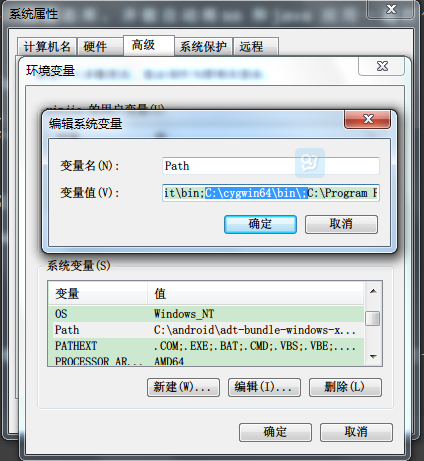 系统属性
计算机名 硬件 高级 系统保护 远程
环境变量
的用户变量(U)
编辑系统变量
变量名(N): Path
变量值(V): it\bin;C:\cygwin64\bin\;C:\Program F
确定 取消
系统变量(S)
变量 值
OS Windows_NT
Path C:\android\adt-bundle-windows-x...
PATHEXT .COM;.EXE;.BAT;.CMD;.VBS;.VBE;....
PROCESSOR_AR... AMD64
新建(W)... 编辑(I)... 删除(L)
确定 取消